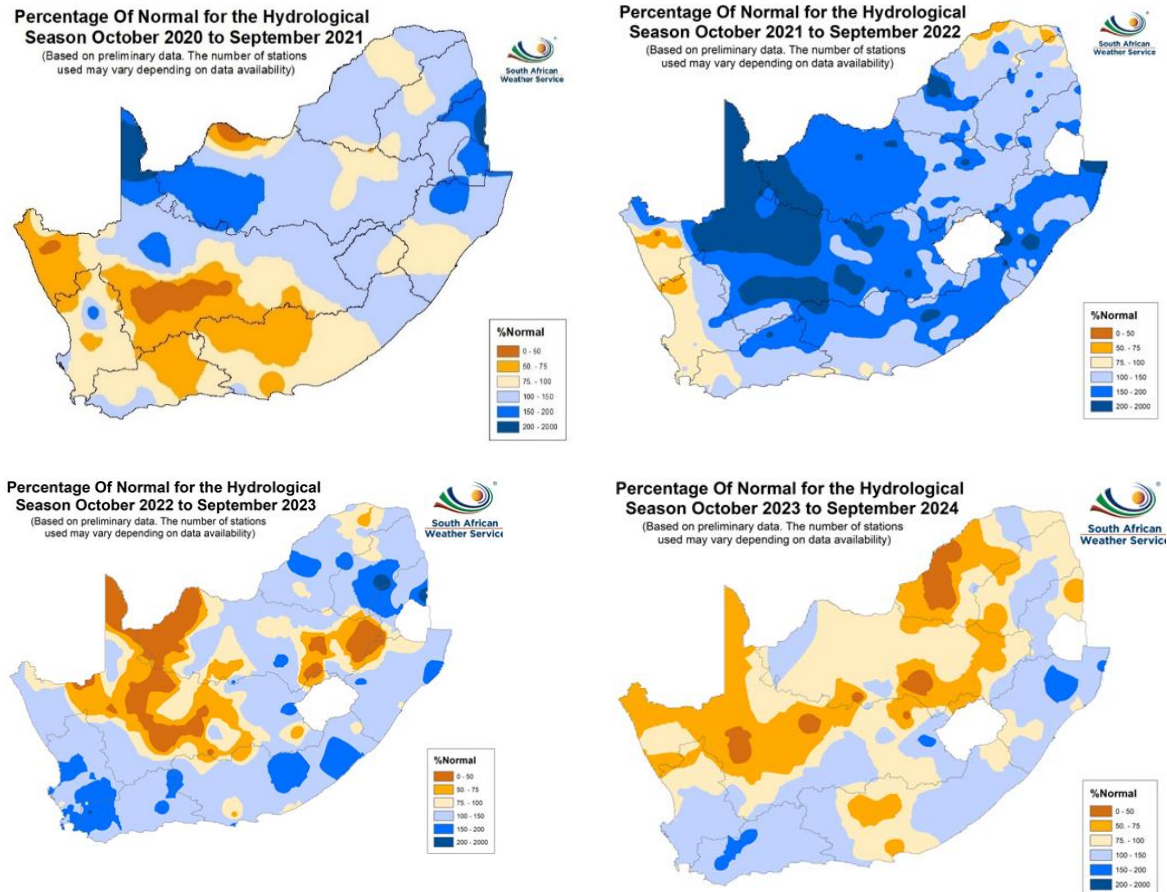 Percentage Of Normal for the Hydrological
Season October 2020 to September 2021
(Based on preliminary data. The number of stations
used may vary depending on data availability)
South African
Weather Service
%Normal
0 - 50
50. - 75
75. - 100
100 - 150
150 - 200
200 - 2000
Percentage Of Normal for the Hydrological
Season October 2021 to September 2022
(Based on preliminary data. The number of stations
used may vary depending on data availability)
South African
Weather Service
%Normal
0 - 50
50. - 75
75. - 100
100 - 150
150 - 200
200 - 2000
Percentage Of Normal for the Hydrological
Season October 2022 to September 2023
(Based on preliminary data. The number of stations
used may vary depending on data availability)
South African
Weather Service
%Normal
0 - 50
50. - 75
75. - 100
100 - 150
150 - 200
200 - 2000
Percentage Of Normal for the Hydrological
Season October 2023 to September 2024
(Based on preliminary data. The number of stations
used may vary depending on data availability)
South African
Weather Service
%Normal
0 - 50
50. - 75
75. - 100
100 - 150
150 - 200
200 - 2000